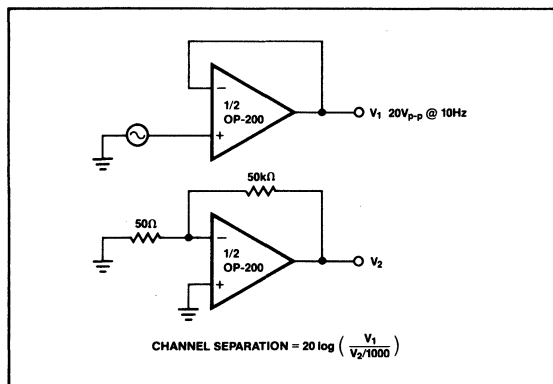 −
1/2
OP-200
+
V1 20Vp-p @ 10Hz
50kΩ
50Ω
−
1/2
OP-200
+
V2
CHANNEL SEPARATION = 20 log ( V1 / V2/1000 )